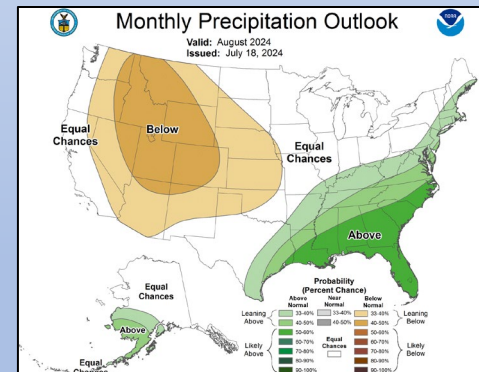 Monthly Precipitation Outlook
Valid: August 2024
Issued: July 18, 2024
NOAA
Equal
Chances
Below
Equal
Chances
Above
Equal
Chances
Above
Equal
Chances
Probability
(Percent Chance)
Above
Normal
Near
Normal
Below
Normal
Leaning
Above
33-40%
33-40%
33-40%
Leaning
Below
40-50%
40-50%
40-50%
50-60%
50-60%
Likely
Above
60-70%
Equal
Chances
60-70%
Likely
Below
70-80%
70-80%
80-90%
80-90%
90-100%
90-100%